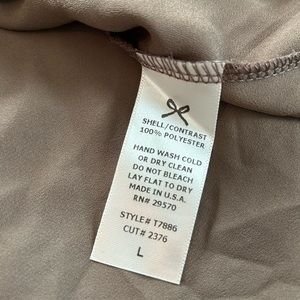 SHELL/CONTRAST
100% POLYESTER
HAND WASH COLD
OR DRY CLEAN
DO NOT BLEACH
LAY FLAT TO DRY
MADE IN U.S.A.
RN# 29570
STYLE# T7886
CUT# 2376
L